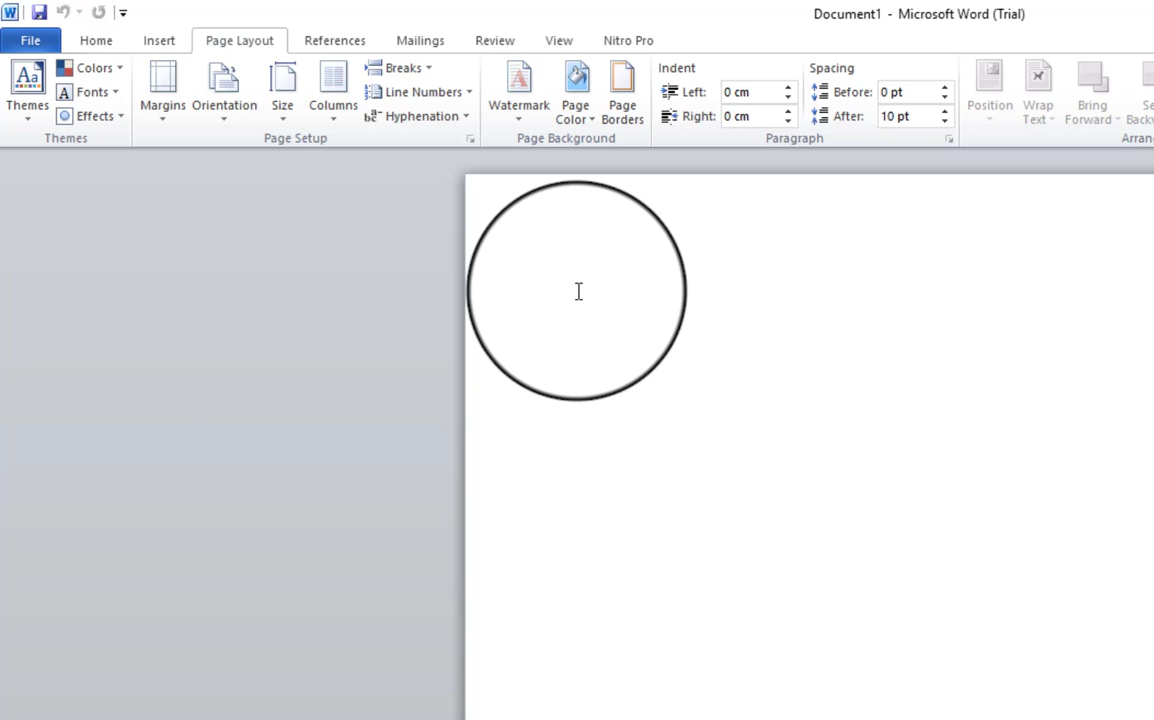 Document1 - Microsoft Word (Trial)
File Home Insert Page Layout References Mailings Review View Nitro Pro
Colors Breaks Indent Spacing
Fonts Line Numbers Left: 0 cm Before: 0 pt
Themes Margins Orientation Size Columns Watermark Page Color Page Borders Position Wrap Text Bring Forward
Effects Hyphenation Right: 0 cm After: 10 pt
Themes Page Setup Page Background Paragraph